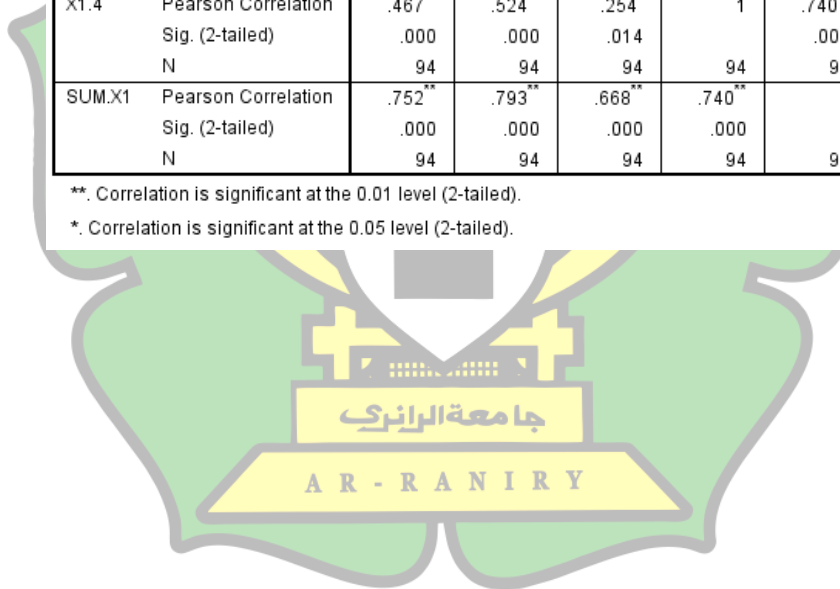 X1.4 Pearson Correlation .467 .524 .254 1 .740
Sig. (2-tailed) .000 .000 .014 .00
N 94 94 94 94 9
SUM.X1 Pearson Correlation .752** .793** .668** .740**
Sig. (2-tailed) .000 .000 .000 .000
N 94 94 94 94 9
**. Correlation is significant at the 0.01 level (2-tailed).
*. Correlation is significant at the 0.05 level (2-tailed).
جامعة الرانري
AR-RANIRY